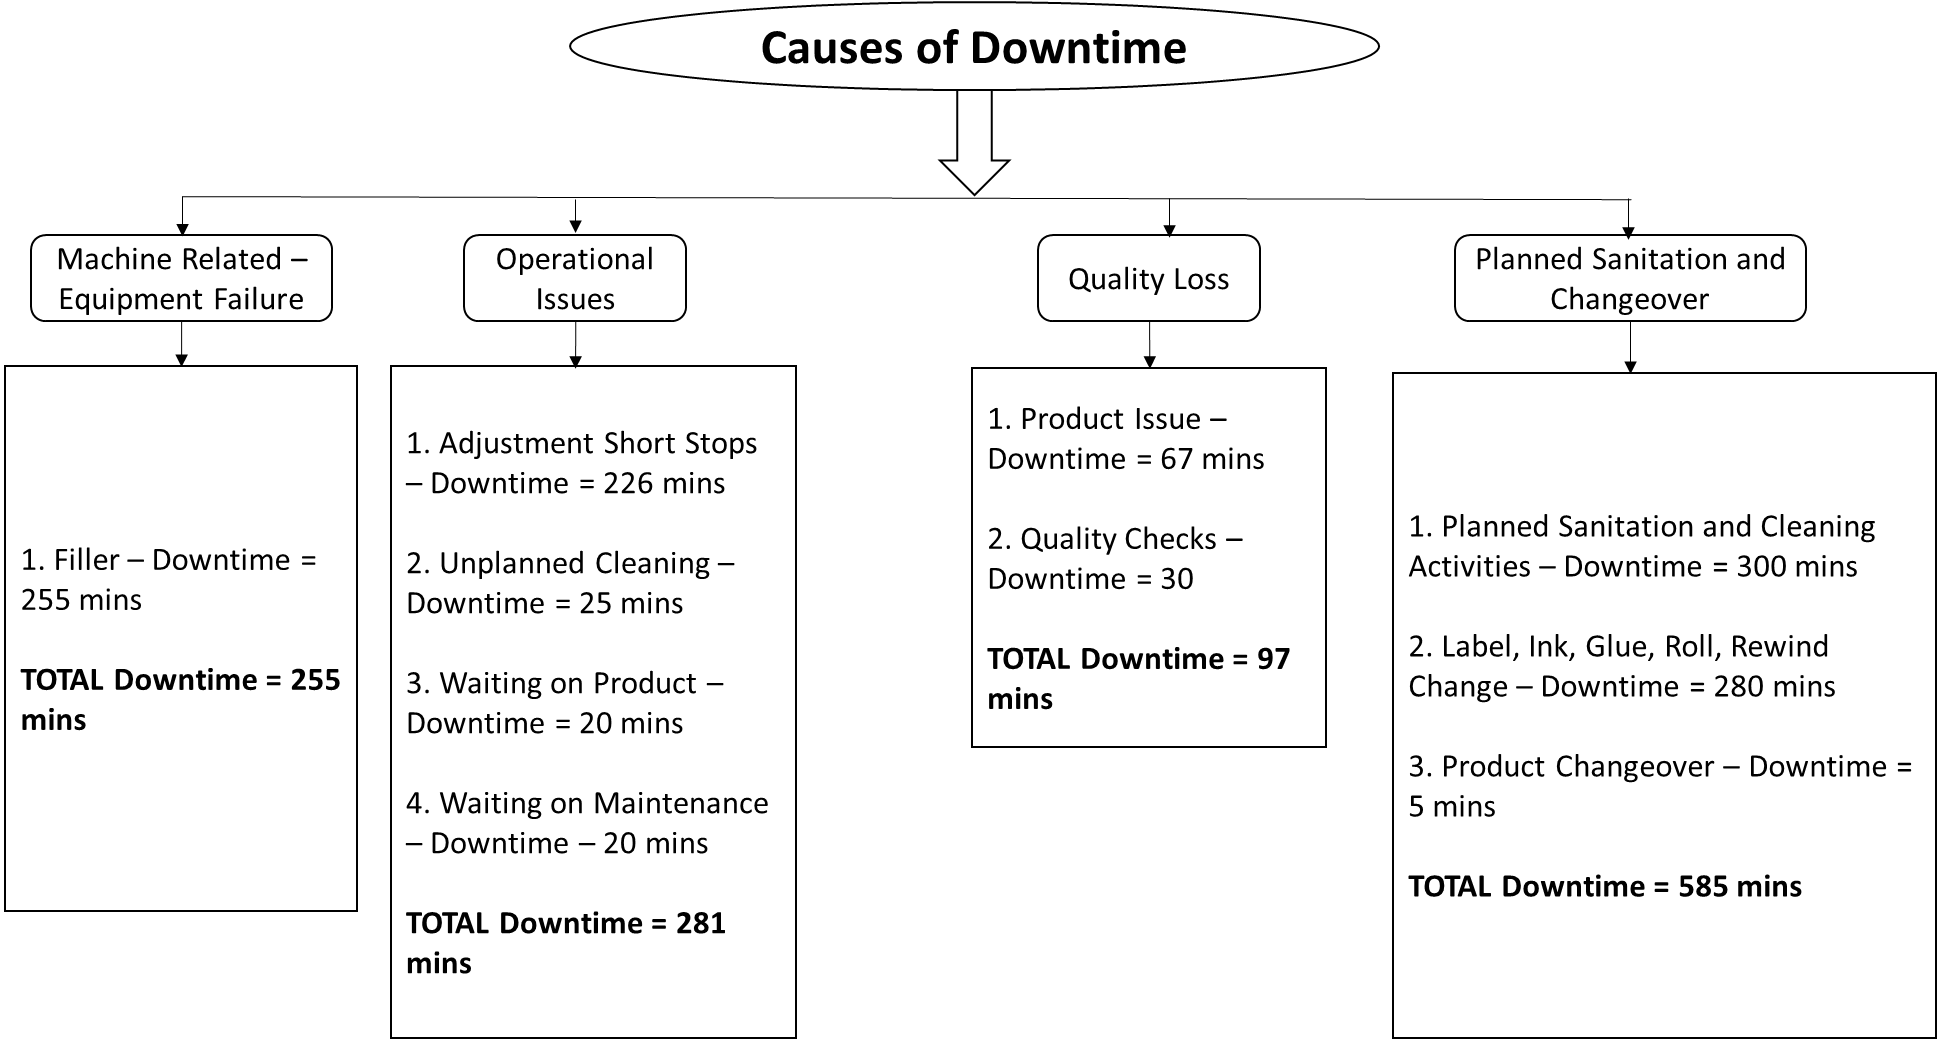 Causes of Downtime
Machine Related –
Equipment Failure
Operational
Issues
Quality Loss
Planned Sanitation and
Changeover
1. Filler – Downtime =
255 mins
TOTAL Downtime = 255
mins
1. Adjustment Short Stops
– Downtime = 226 mins
2. Unplanned Cleaning –
Downtime = 25 mins
3. Waiting on Product –
Downtime = 20 mins
4. Waiting on Maintenance
– Downtime – 20 mins
TOTAL Downtime = 281
mins
1. Product Issue –
Downtime = 67 mins
2. Quality Checks –
Downtime = 30
TOTAL Downtime = 97
mins
1. Planned Sanitation and Cleaning
Activities – Downtime = 300 mins
2. Label, Ink, Glue, Roll, Rewind
Change – Downtime = 280 mins
3. Product Changeover – Downtime =
5 mins
TOTAL Downtime = 585 mins